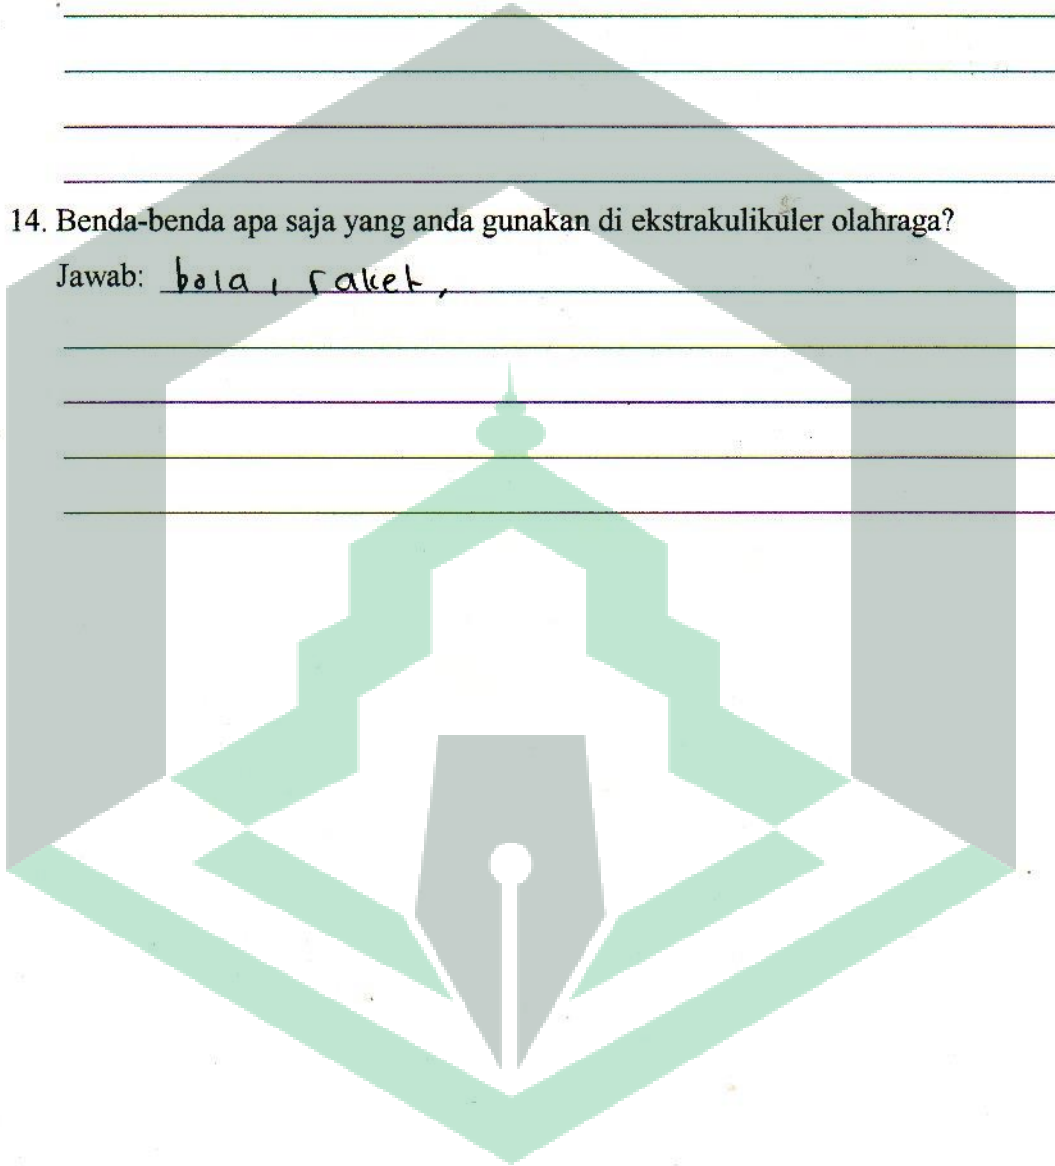 14. Benda-benda apa saja yang anda gunakan di ekstrakulikuler olahraga?
Jawab: bola, raket,